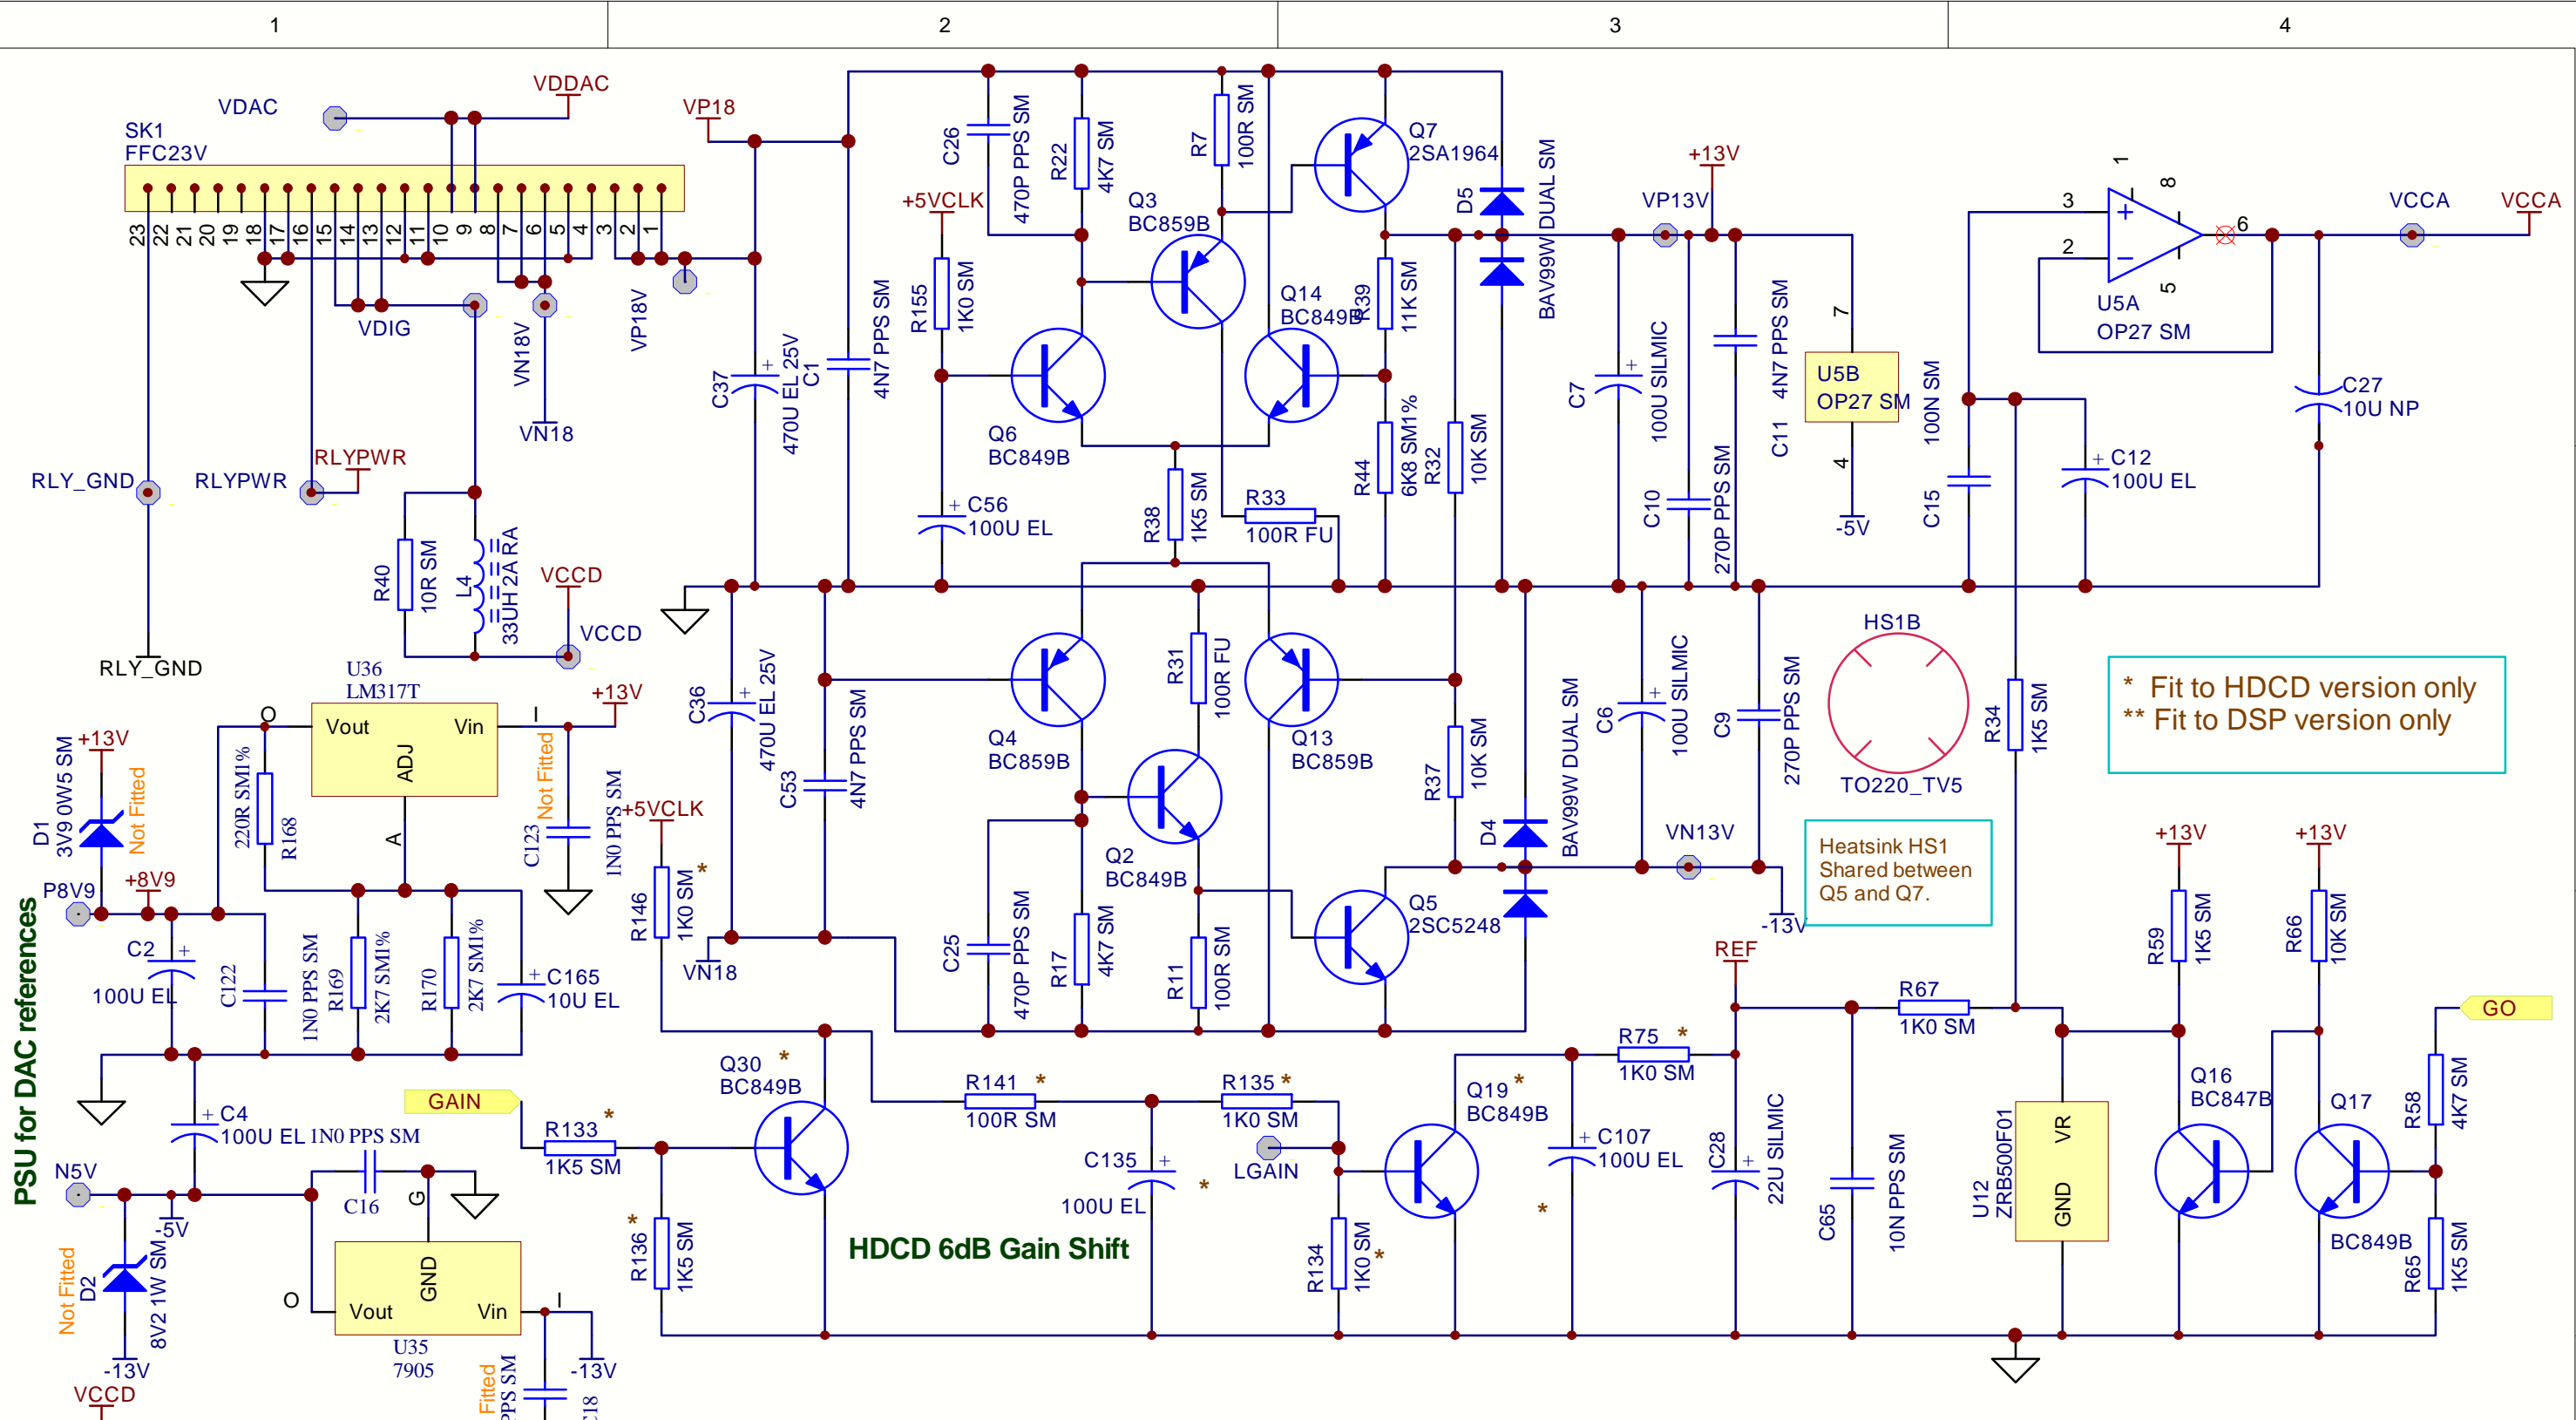 1
2
3
4
VDAC
VDDAC
SK1
FFC23V
23
22
21
20
19
18
17
16
15
14
13
12
11
10
9
8
7
6
5
4
3
2
1
VDIG
VN18V
VN18
VP18V
VP18
RLY_GND
RLYPWR
RLYPWR
RLY_GND
R40
10R SM
L4
33UH 2A RA
VCCD
VCCD
C37
470U EL 25V
C1
4N7 PPS SM
C26
470P PPS SM
R22
4K7 SM
R7
100R SM
Q3
BC859B
Q7
2SA1964
+5VCLK
R155
1K0 SM
Q6
BC849B
Q14
BC849B
R39
11K SM
C56
100U EL
R38
1K5 SM
R33
100R FU
R44
6K8 SM1%
R32
10K SM
D5
BAV99W DUAL SM
VP13V
+13V
C7
100U SILMIC
C10
270P PPS SM
C11
4N7 PPS SM
7
U5B
OP27 SM
4
-5V
3
2
1
8
5
6
U5A
OP27 SM
VCCA
VCCA
C27
10U NP
C15
100N SM
C12
100U EL
U36
LM317T
O
Vout
Vin
ADJ
I
A
+13V
+13V
D1
3V9 0W5 SM
Not Fitted
220R SM1%
R168
C123
Not Fitted
1N0 PPS SM
P8V9
+8V9
C2
100U EL
C122
1N0 PPS SM
R169
2K7 SM1%
R170
2K7 SM1%
C165
10U EL
PSU for DAC references
C4
100U EL
1N0 PPS SM
C16
N5V
-5V
Not Fitted
D2
8V2 1W SM
-13V
G
GND
O
Vout
Vin
I
U35
7905
-13V
Fitted
PPS SM
C18
VCCD
C36
470U EL 25V
C53
4N7 PPS SM
Q4
BC859B
R31
100R FU
Q13
BC859B
Q2
BC849B
R37
10K SM
D4
BAV99W DUAL SM
C6
100U SILMIC
C9
270P PPS SM
VN13V
-13V
Q5
2SC5248
C25
470P PPS SM
R17
4K7 SM
R11
100R SM
VN18
+5VCLK
R146
1K0 SM
*
HS1B
TO220_TV5
Heatsink HS1
Shared between
Q5 and Q7.
* Fit to HDCD version only
** Fit to DSP version only
R34
1K5 SM
GAIN
R133
*
1K5 SM
R136
*
1K5 SM
Q30
*
BC849B
R141
*
100R SM
C135
100U EL
*
R135
*
1K0 SM
LGAIN
R134
1K0 SM
*
Q19
*
BC849B
HDCD 6dB Gain Shift
C107
100U EL
*
R75
*
1K0 SM
REF
C28
22U SILMIC
C65
10N PPS SM
R67
1K0 SM
U12
ZRB500F01
VR
GND
+13V
R59
1K5 SM
+13V
R66
10K SM
Q16
BC847B
Q17
BC849B
GO
R58
4K7 SM
R65
1K5 SM